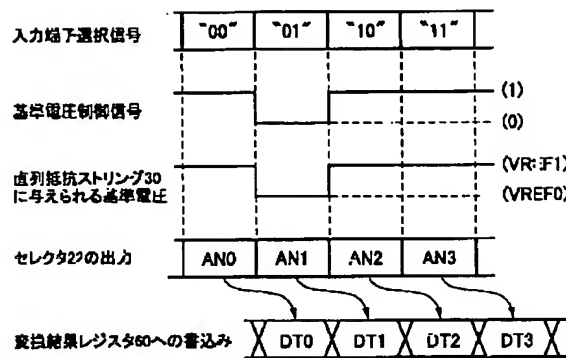 入力端子選択信号 "00" "01" "10" "11"
基準電圧制御信号 (1)
(0)
直列抵抗ストリング30
に与えられる基準電圧 (VREF1)
(VREF0)
セレクタ22の出力 AN0 AN1 AN2 AN3
変換結果レジスタ60への書込み DT0 DT1 DT2 DT3